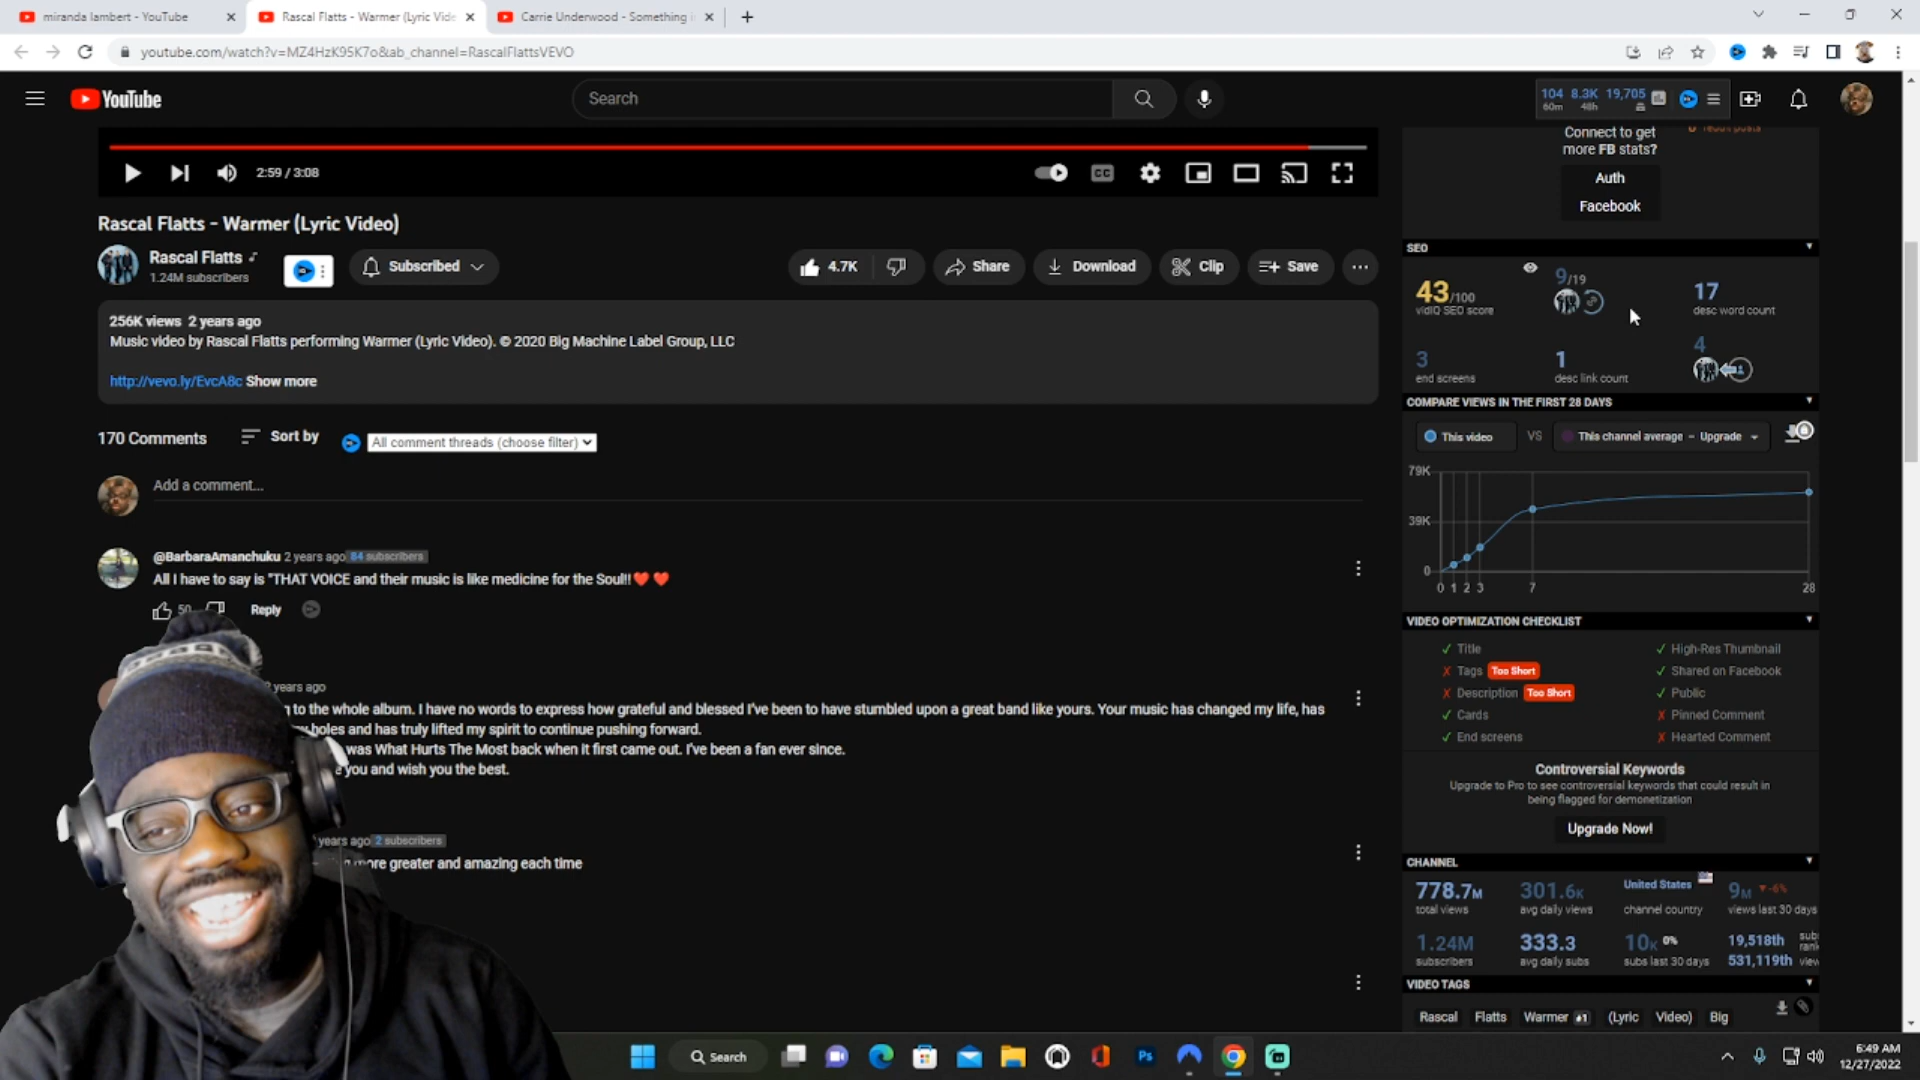 miranda lambert - YouTube
Rascal Flatts - Warmer (Lyric Vide
Carrie Underwood - Something i
youtube.com/watch?v=MZ4HzK95K7o&ab_channel=RascalFlattsVEVO
YouTube
Search
104 8.3K 19,705
60m 48h
Connect to get
more FB stats?
Auth
Facebook
2:59 / 3:08
CC
Rascal Flatts - Warmer (Lyric Video)
Rascal Flatts
1.24M subscribers
Subscribed
4.7K
Share
Download
Clip
Save
256K views 2 years ago
Music video by Rascal Flatts performing Warmer (Lyric Video). © 2020 Big Machine Label Group, LLC
http://vevo.ly/EvcA8c Show more
170 Comments
Sort by
All comment threads (choose filter)
Add a comment...
@BarbaraAmanchuku 2 years ago 84 subscribers
All I have to say is "THAT VOICE and their music is like medicine for the Soul!!❤️ ❤️
50
Reply
years ago
to the whole album. I have no words to express how grateful and blessed I've been to have stumbled upon a great band like yours. Your music has changed my life, has
holes and has truly lifted my spirit to continue pushing forward.
was What Hurts The Most back when it first came out. I've been a fan ever since.
you and wish you the best.
years ago 2 subscribers
more greater and amazing each time
SEO
43/100
vidIQ SEO score
9/19
17
desc word count
3
end screens
1
desc link count
4
COMPARE VIEWS IN THE FIRST 28 DAYS
This video
VS
This channel average – Upgrade
79K
39K
0
0 1 2 3 7 28
VIDEO OPTIMIZATION CHECKLIST
✓ Title
✓ High-Res Thumbnail
✗ Tags Too Short
✓ Shared on Facebook
✗ Description Too Short
✓ Public
✓ Cards
✗ Pinned Comment
✓ End screens
✗ Hearted Comment
Controversial Keywords
Upgrade to Pro to see controversial keywords that could result in
being flagged for demonetization
Upgrade Now!
CHANNEL
778.7M
total views
301.6K
avg daily views
United States
channel country
9M ▼-6%
views last 30 days
1.24M
subscribers
333.3
avg daily subs
10K 0%
subs last 30 days
19,518th sub
rank
531,119th view
VIDEO TAGS
Rascal Flatts Warmer #1 (Lyric Video) Big
Search
Ps
6:49 AM
12/27/2022